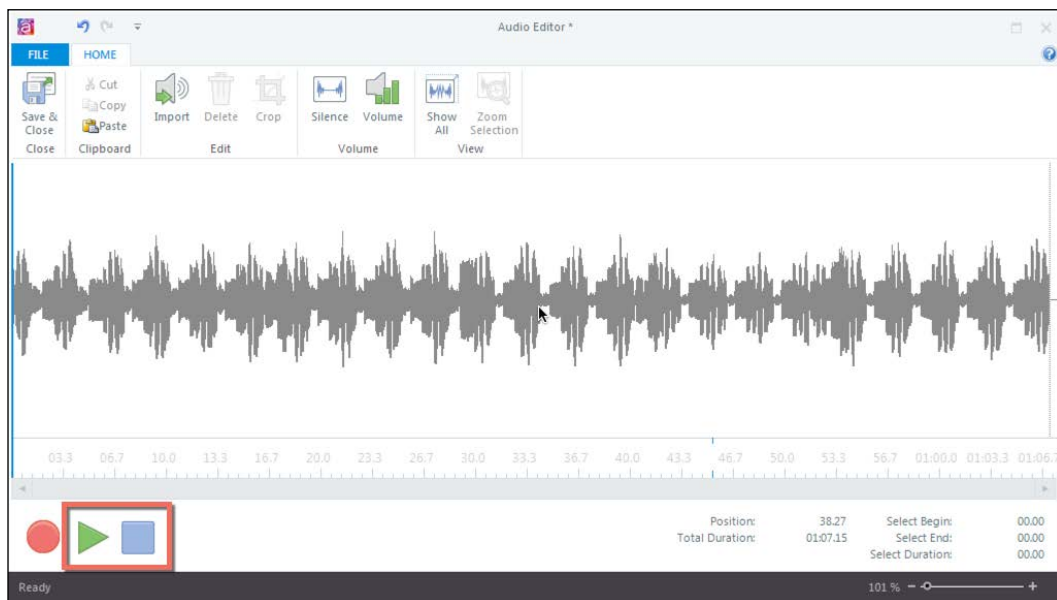 Audio Editor *
FILE HOME
Save & Close
Cut
Copy
Paste
Import
Delete
Crop
Silence
Volume
Show All
Zoom Selection
Close Clipboard Edit Volume View
03.3 06.7 10.0 13.3 16.7 20.0 23.3 26.7 30.0 33.3 36.7 40.0 43.3 46.7 50.0 53.3 56.7 01:00.0 01:03.3 01:06.7
Position: 38.27 Select Begin: 00.00
Total Duration: 01:07.15 Select End: 00.00
Select Duration: 00.00
Ready 101 %